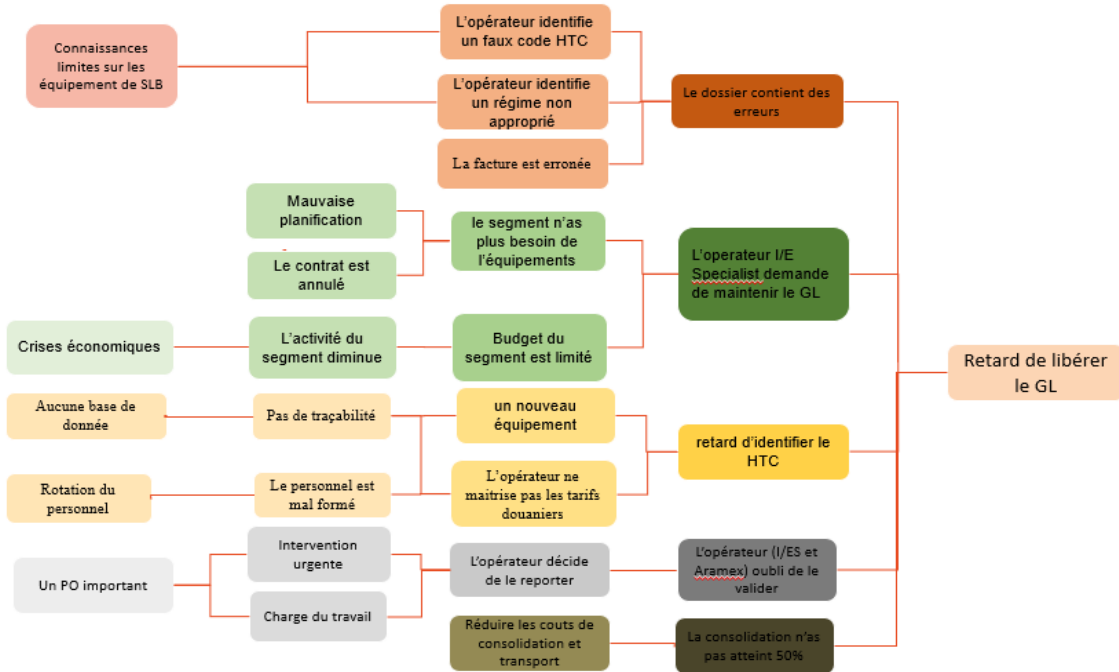 Connaissances
limites sur les
équipement de SLB
L'opérateur identifie
un faux code HTC
L'opérateur identifie
un régime non
approprié
La facture est erronée
Le dossier contient des
erreurs
Mauvaise
planification
Le contrat est
annulé
le segment n'as
plus besoin de
l'équipements
L'operateur I/E
Specialist demande
de maintenir le GL
Crises économiques
L'activité du
segment diminue
Budget du
segment est limité
Retard de libérer
le GL
Aucune base de
donnée
Pas de traçabilité
un nouveau
équipement
retard d'identifier le
HTC
Rotation du
personnel
Le personnel est
mal formé
L'opérateur ne
maitrise pas les tarifs
douaniers
Un PO important
Intervention
urgente
Charge du travail
L'opérateur décide
de le reporter
L'opérateur (I/ES et
Aramex) oubli de le
valider
Réduire les couts de
consolidation et
transport
La consolidation n'as
pas atteint 50%